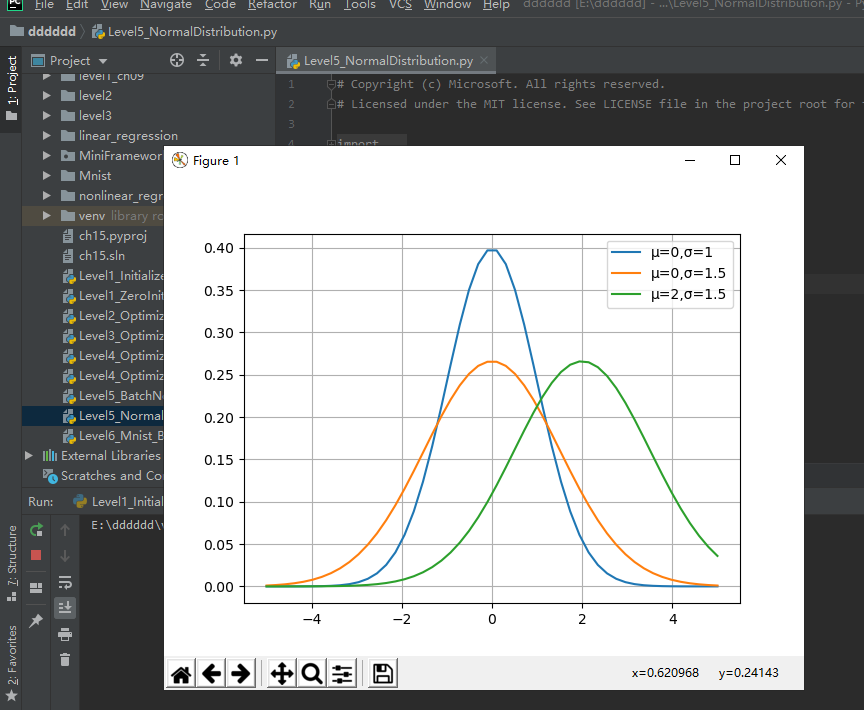 File Edit View Navigate Code Refactor Run Tools VCS Window Help dddddd [E:\dddddd] - ...\Level5_NormalDistribution.py - Py
dddddd Level5_NormalDistribution.py
1: Project
Project
Level5_NormalDistribution.py
level1_ch09
level2
level3
linear_regression
MiniFramewor
Mnist
nonlinear_regr
venv library ro
ch15.pyproj
ch15.sln
Level1_Initialize
Level1_ZeroInit
Level2_Optimiz
Level3_Optimiz
Level4_Optimiz
Level4_Optimiz
Level5_BatchNo
Level5_Normal
Level6_Mnist_B
External Libraries
Scratches and Co
1 # Copyright (c) Microsoft. All rights reserved.
2 # Licensed under the MIT license. See LICENSE file in the project root for
3
4 import ...
Figure 1
μ=0,σ=1
μ=0,σ=1.5
μ=2,σ=1.5
0.40
0.35
0.30
0.25
0.20
0.15
0.10
0.05
0.00
−4 −2 0 2 4
x=0.620968 y=0.24143
Run: Level1_Initial
E:\dddddd\v
7: Structure
2: Favorites